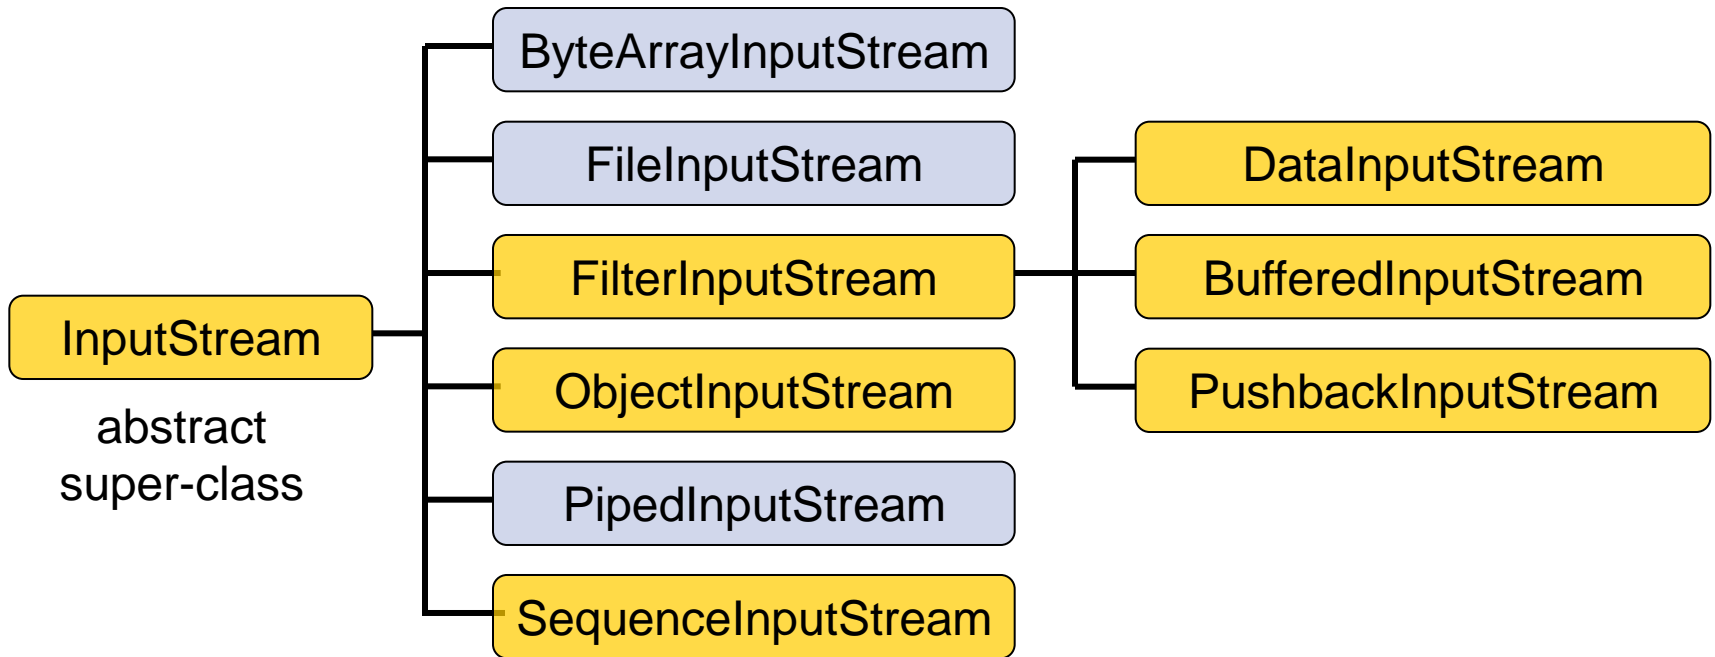 ByteArrayInputStream
FileInputStream
DataInputStream
FilterInputStream
BufferedInputStream
InputStream
ObjectInputStream
PushbackInputStream
abstract
super-class
PipedInputStream
SequenceInputStream